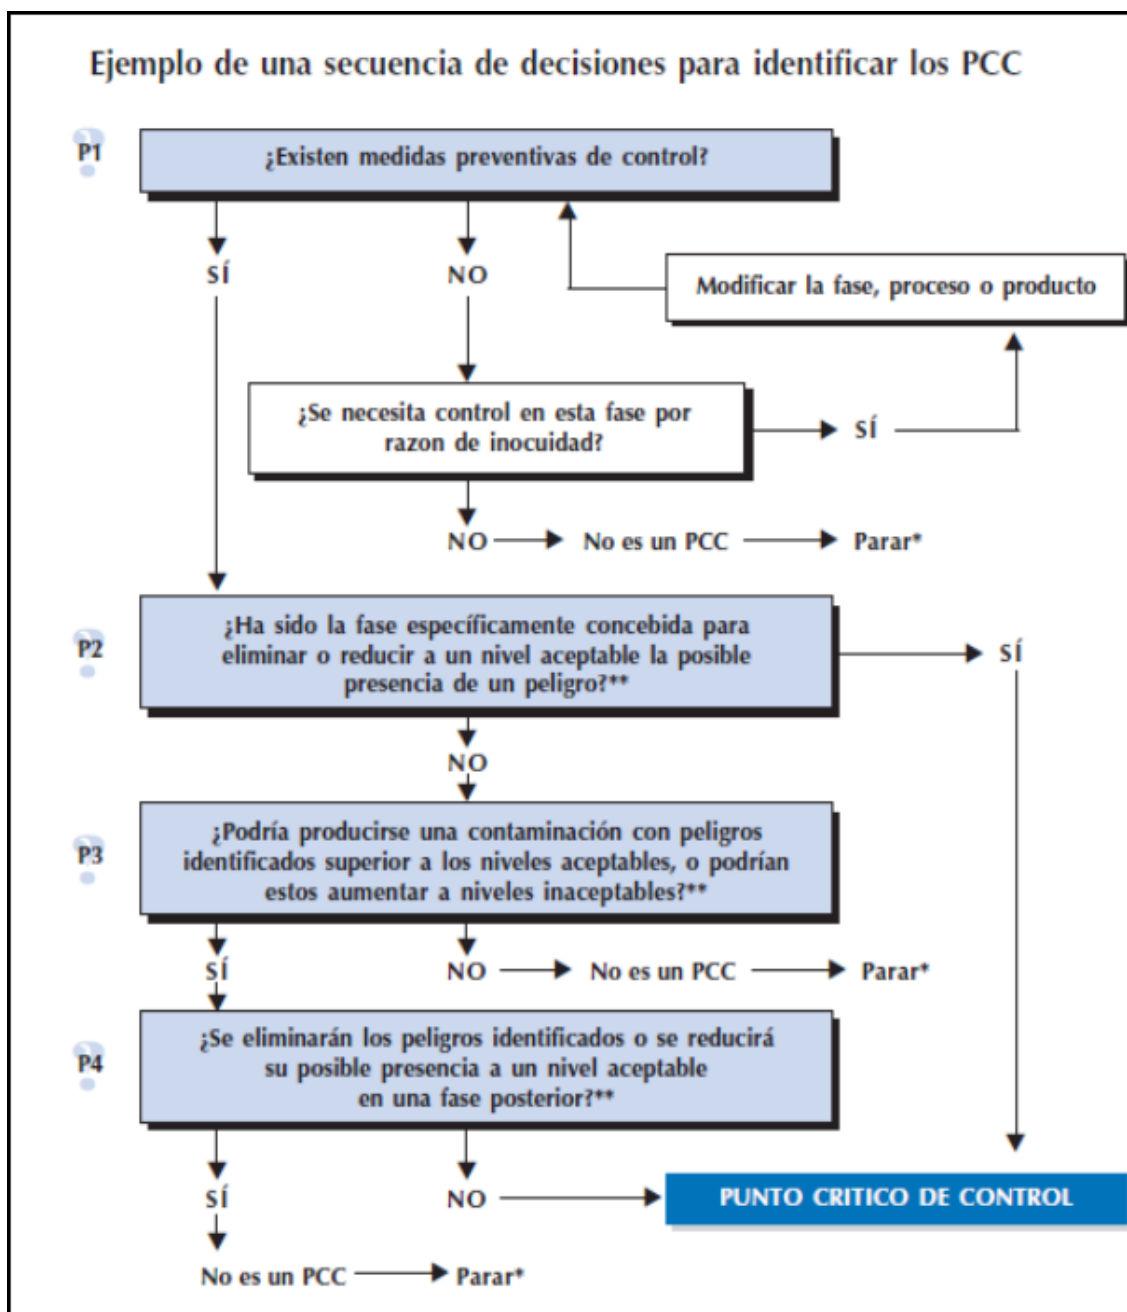 Ejemplo de una secuencia de decisiones para identificar los PCC
P1
¿Existen medidas preventivas de control?
SÍ
NO
Modificar la fase, proceso o producto
¿Se necesita control en esta fase por
razon de inocuidad?
SÍ
NO
No es un PCC
Parar*
P2
¿Ha sido la fase específicamente concebida para
eliminar o reducir a un nivel aceptable la posible
presencia de un peligro?**
SÍ
NO
P3
¿Podría producirse una contaminación con peligros
identificados superior a los niveles aceptables, o podrían
estos aumentar a niveles inaceptables?**
SÍ
NO
No es un PCC
Parar*
P4
¿Se eliminarán los peligros identificados o se reducirá
su posible presencia a un nivel aceptable
en una fase posterior?**
SÍ
NO
PUNTO CRITICO DE CONTROL
No es un PCC
Parar*